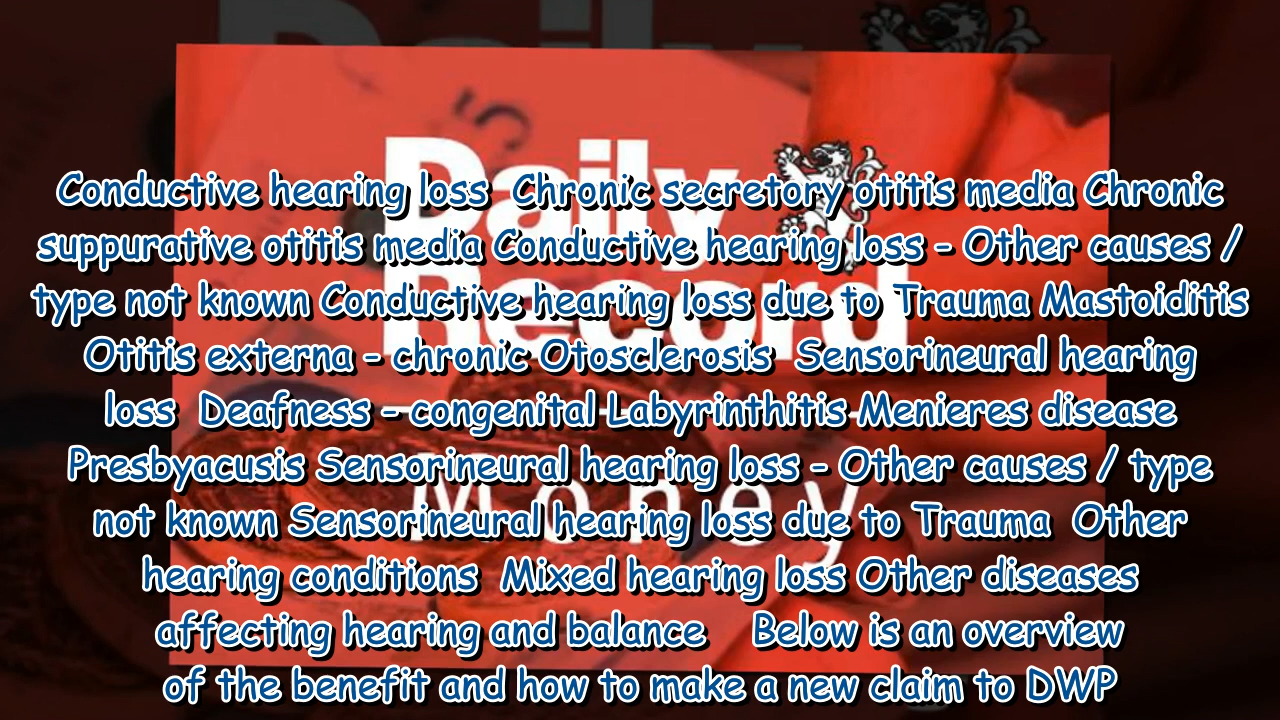 Daily
Record
Money
5
Conductive hearing loss Chronic secretory otitis media Chronic
suppurative otitis media Conductive hearing loss - Other causes /
type not known Conductive hearing loss due to Trauma Mastoiditis
Otitis externa - chronic Otosclerosis Sensorineural hearing
loss Deafness - congenital Labyrinthitis Menieres disease
Presbyacusis Sensorineural hearing loss - Other causes / type
not known Sensorineural hearing loss due to Trauma Other
hearing conditions Mixed hearing loss Other diseases
affecting hearing and balance Below is an overview
of the benefit and how to make a new claim to DWP